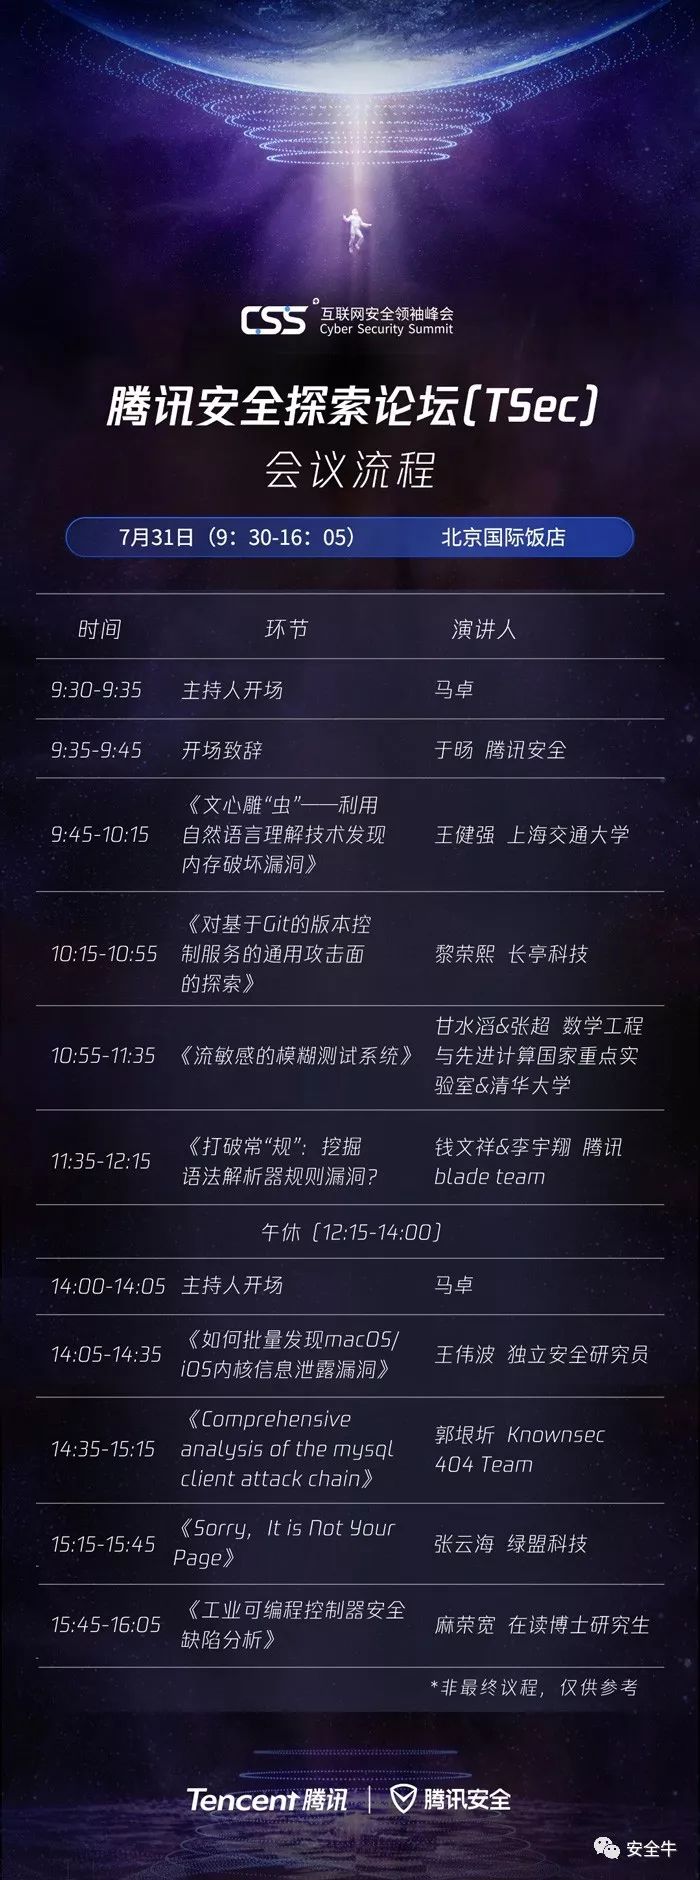 CSS 互联网安全领袖峰会
Cyber Security Summit
腾讯安全探索论坛(TSec)
会议流程
7月31日（9：30-16：05） 北京国际饭店
时间 环节 演讲人
9:30-9:35 主持人开场 马卓
9:35-9:45 开场致辞 于旸 腾讯安全
9:45-10:15
《文心雕“虫”——利用
自然语言理解技术发现
内存破坏漏洞》
王健强 上海交通大学
10:15-10:55
《对基于Git的版本控
制服务的通用攻击面
的探索》
黎荣熙 长亭科技
10:55-11:35
《流敏感的模糊测试系统》
甘水滔&张超 数学工程
与先进计算国家重点实
验室&清华大学
11:35-12:15
《打破常“规”：挖掘
语法解析器规则漏洞?
钱文祥&李宇翔 腾讯
blade team
午休（12:15-14:00）
14:00-14:05 主持人开场 马卓
14:05-14:35
《如何批量发现macOS/
iOS内核信息泄露漏洞》
王伟波 独立安全研究员
14:35-15:15
《Comprehensive
analysis of the mysql
client attack chain》
郭垠圻 Knownsec
404 Team
15:15-15:45
《Sorry, It is Not Your
Page》
张云海 绿盟科技
15:45-16:05
《工业可编程控制器安全
缺陷分析》
麻荣宽 在读博士研究生
*非最终议程，仅供参考
Tencent 腾讯 | 腾讯安全
安全牛